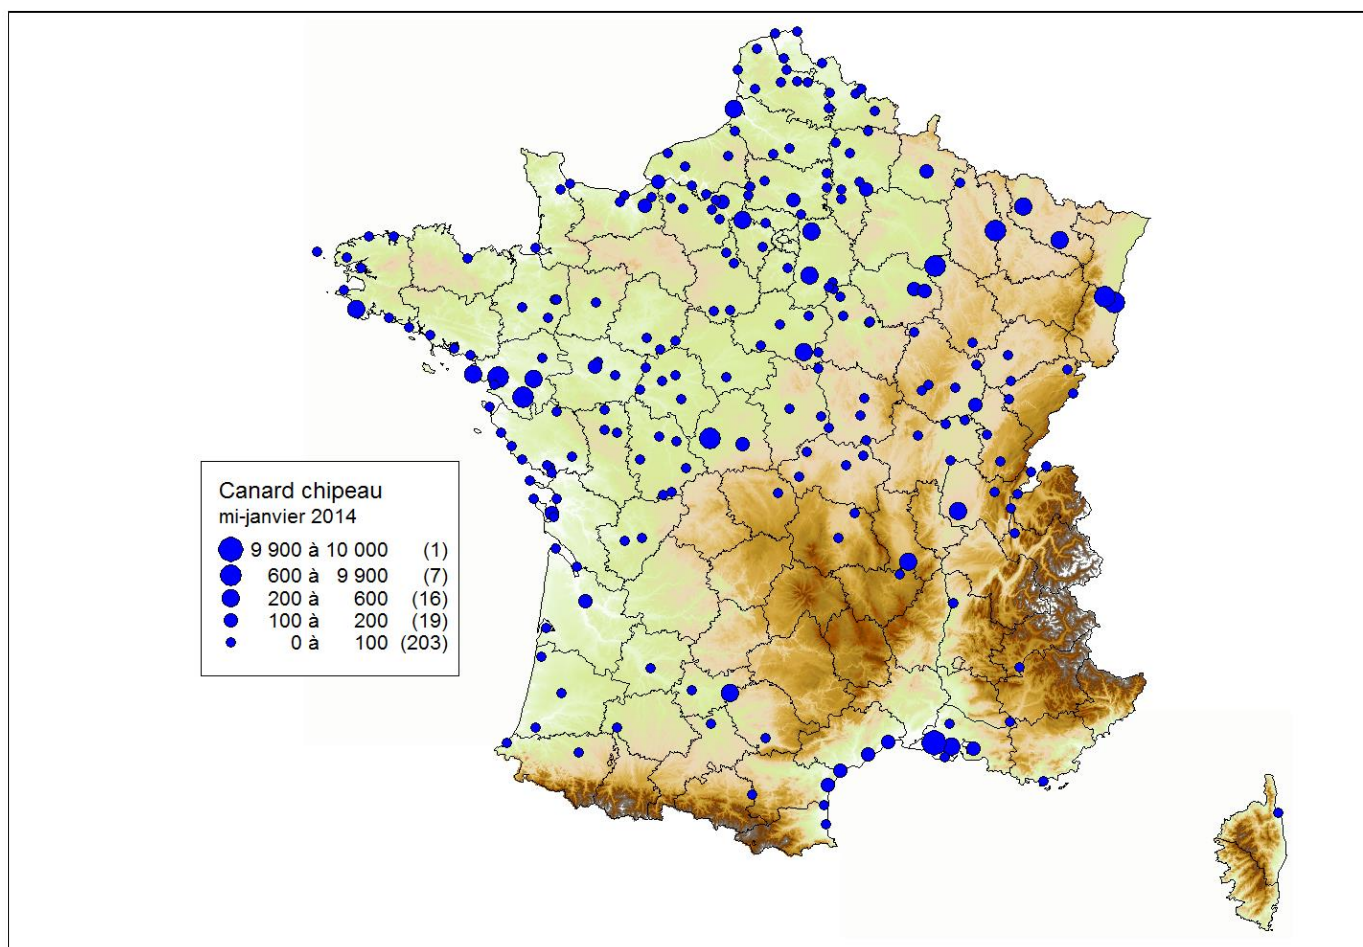 Canard chipeau
mi-janvier 2014
9 900 à 10 000 (1)
600 à 9 900 (7)
200 à 600 (16)
100 à 200 (19)
0 à 100 (203)